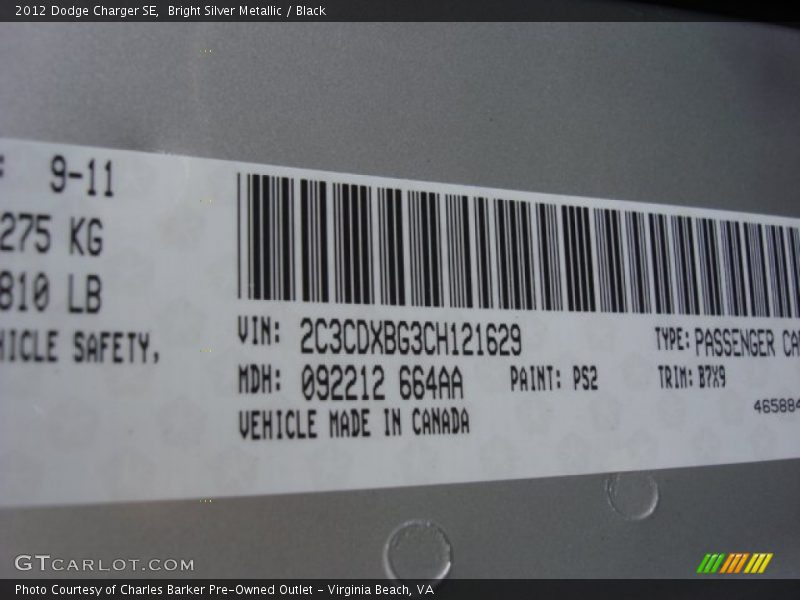 2012 Dodge Charger SE, Bright Silver Metallic / Black
9-11
275 KG
810 LB
HICLE SAFETY,
VIN: 2C3CDXBG3CH121629
TYPE: PASSENGER CAR
MDH: 092212 664AA
PAINT: PS2
TRIM: B7X9
465884
VEHICLE MADE IN CANADA
GTCARLOT.COM
Photo Courtesy of Charles Barker Pre-Owned Outlet - Virginia Beach, VA